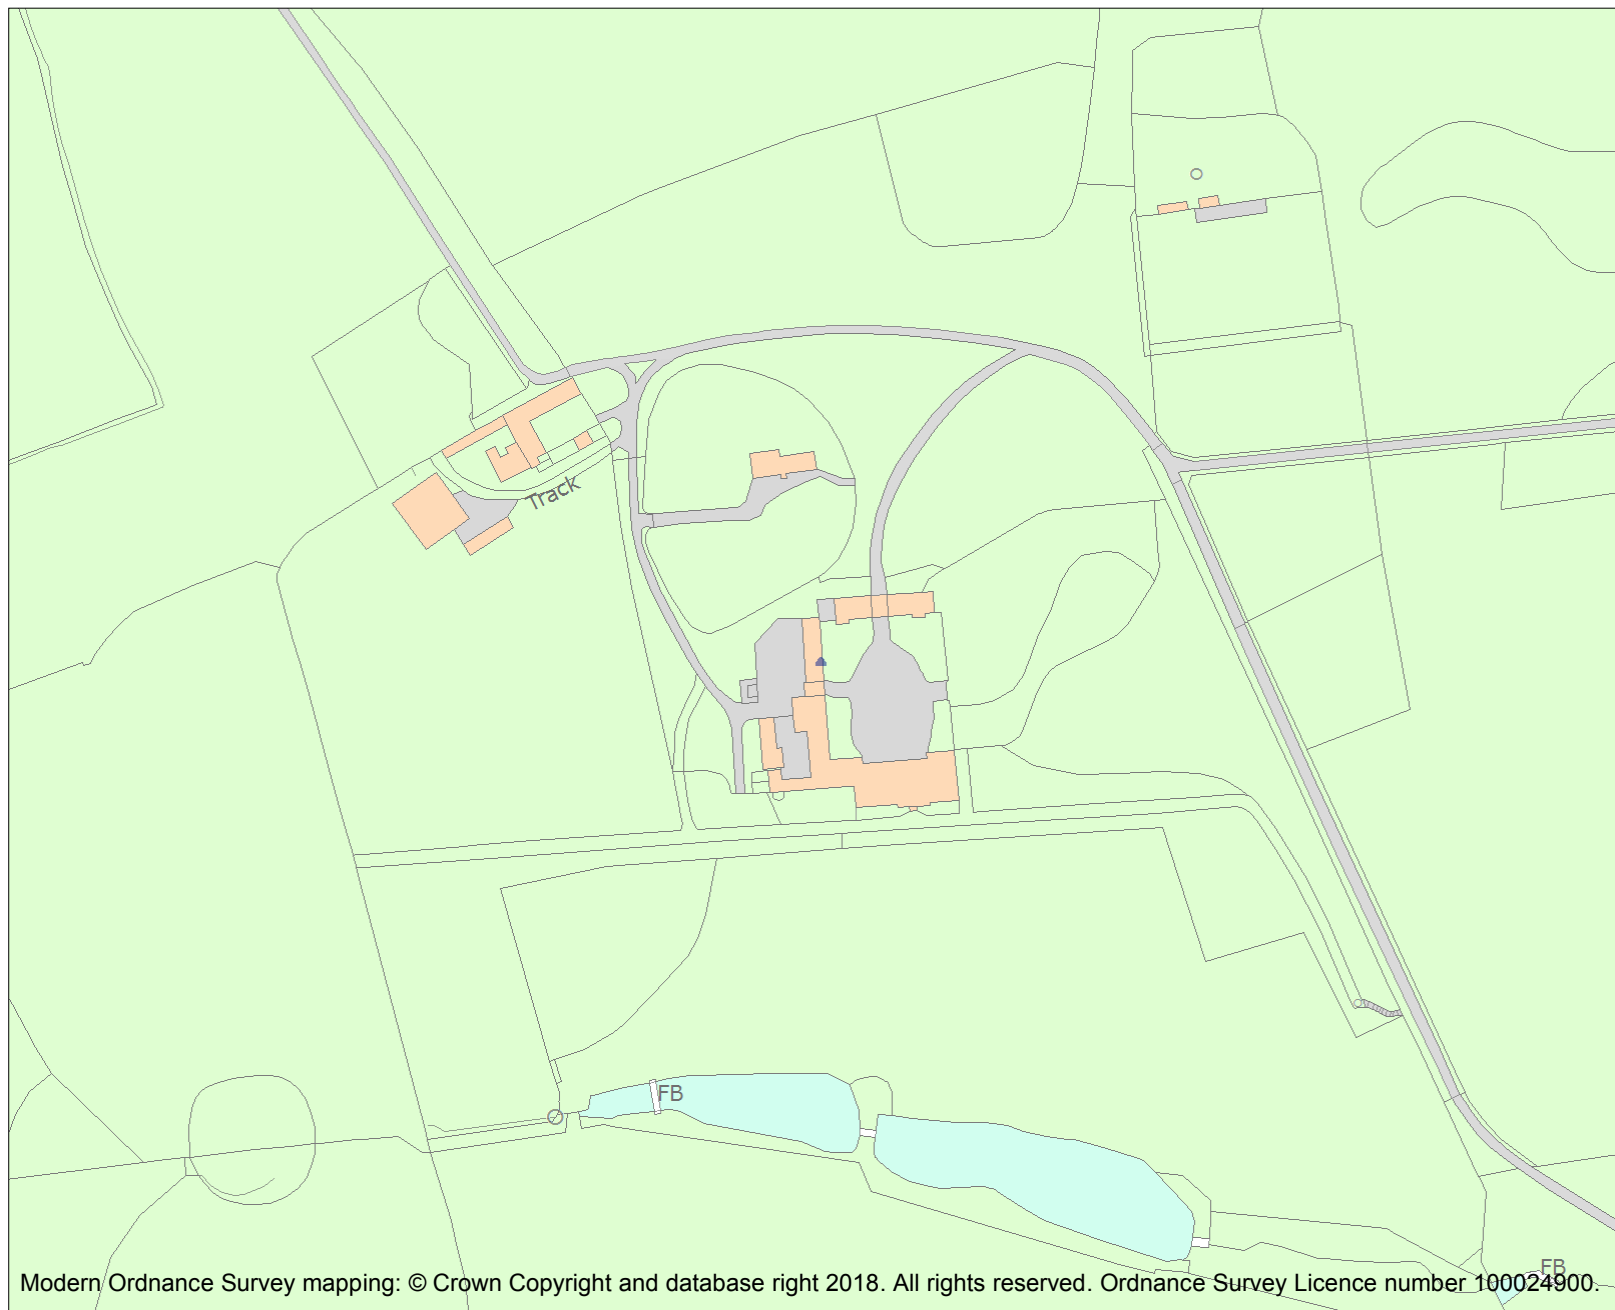 Track
FB
FB
Modern Ordnance Survey mapping: © Crown Copyright and database right 2018. All rights reserved. Ordnance Survey Licence number 100024900.